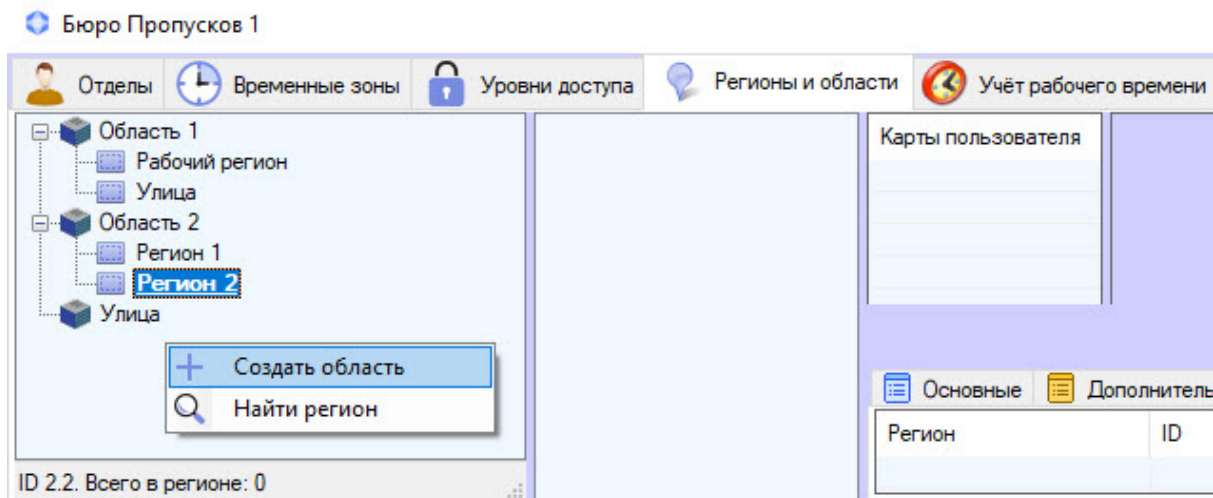 Бюро Пропусков 1
Отделы Временные зоны Уровни доступа Регионы и области Учёт рабочего времени
Область 1
Рабочий регион
Улица
Область 2
Регион 1
Регион 2
Улица
Создать область
Найти регион
ID 2.2. Всего в регионе: 0
Карты пользователя
Основные Дополнитель
Регион ID